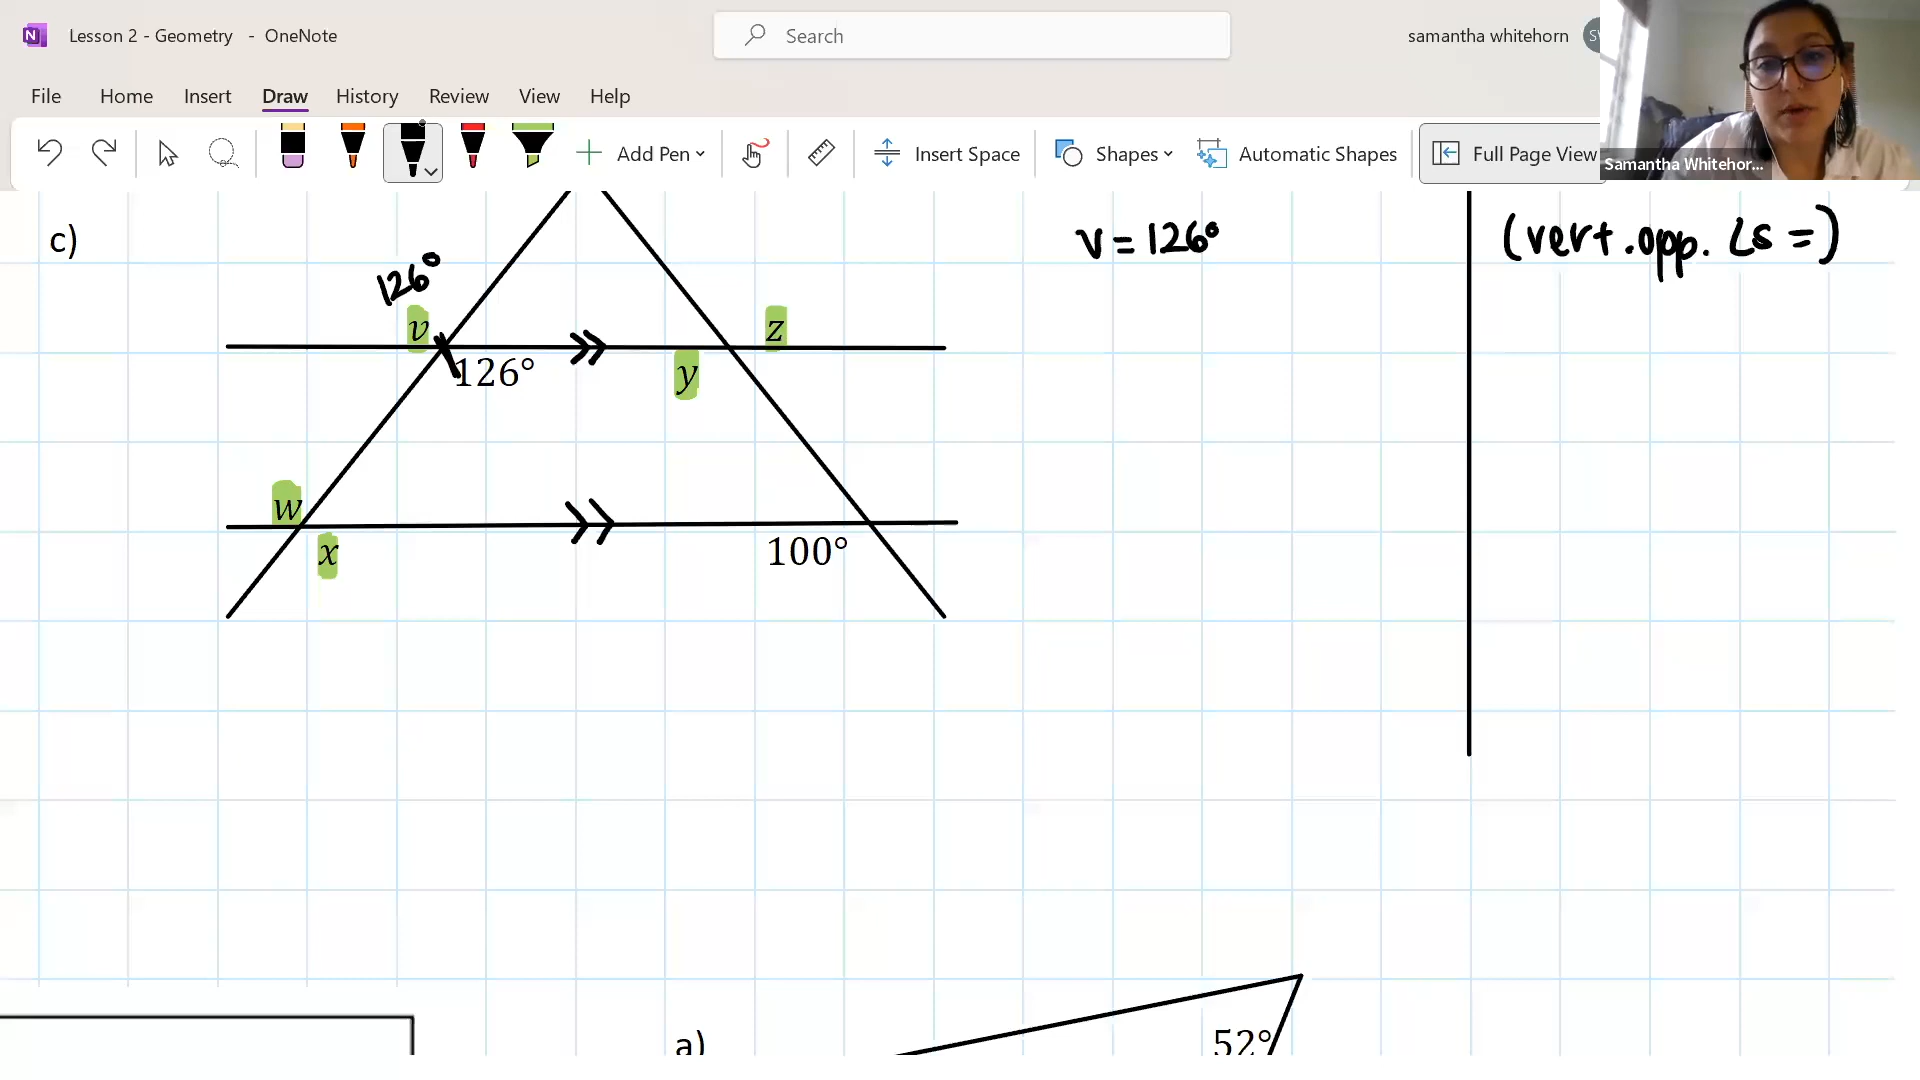 Lesson 2 - Geometry - OneNote
Search
samantha whitehorn
File Home Insert Draw History Review View Help
Add Pen
Insert Space
Shapes
Automatic Shapes
Full Page View
Samantha Whitehor...
c)
v = 126°
(vert. opp. ∠s =)
126°
v
z
126°
y
w
x
100°
a)
52°